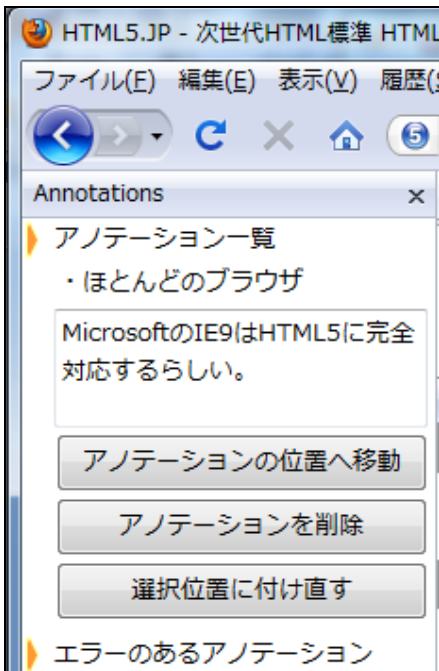 HTML5.JP - 次世代HTML標準 HTML
ファイル(F) 編集(E) 表示(V) 履歴(
Annotations ×
アノテーション一覧
・ほとんどのブラウザ
MicrosoftのIE9はHTML5に完全
対応するらしい。
アノテーションの位置へ移動
アノテーションを削除
選択位置に付け直す
エラーのあるアノテーション